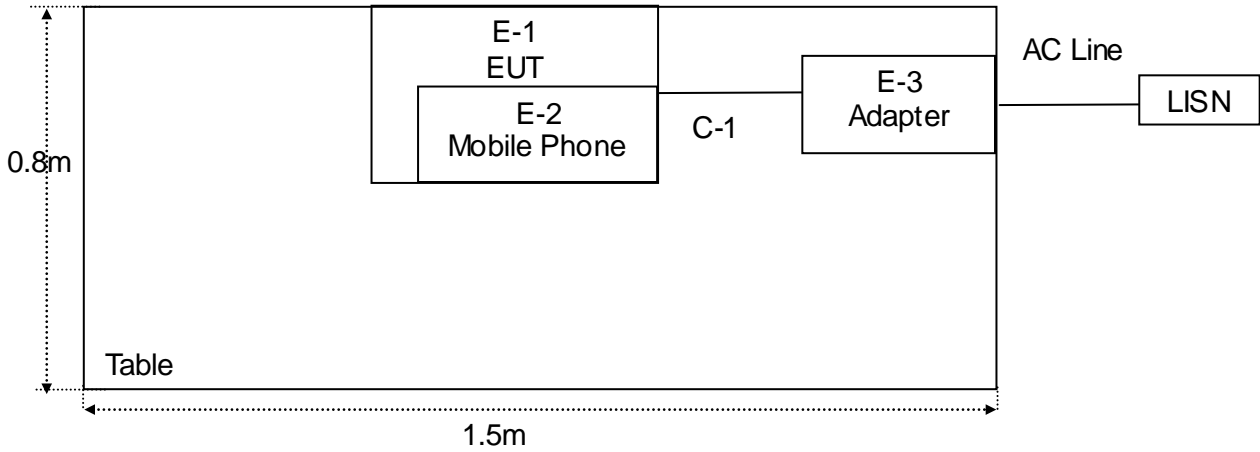 E-1
EUT
E-2
Mobile Phone
C-1
E-3
Adapter
AC Line
LISN
0.8m
Table
1.5m